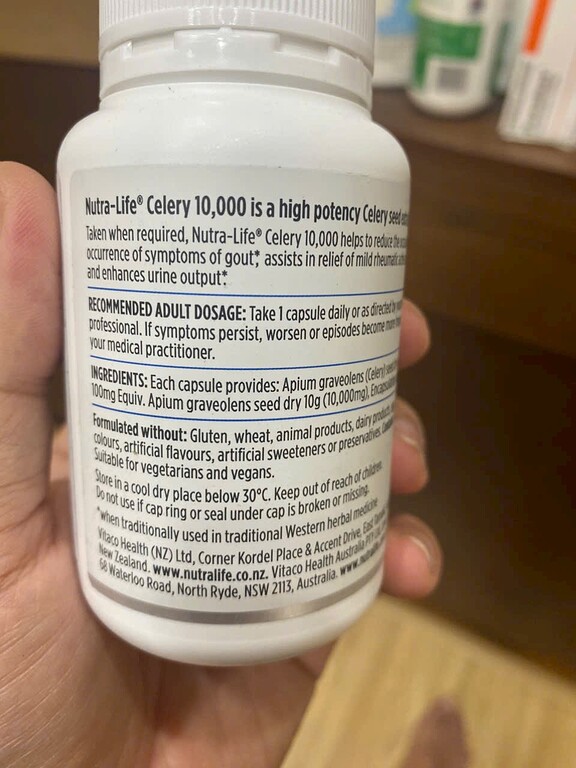 Nutra-Life® Celery 10,000 is a high potency Celery seed
Taken when required, Nutra-Life® Celery 10,000 helps to reduce the
occurrence of symptoms of gout*, assists in relief of mild rheumatic
and enhances urine output*.
RECOMMENDED ADULT DOSAGE: Take 1 capsule daily or as directed by
professional. If symptoms persist, worsen or episodes become more
your medical practitioner.
INGREDIENTS: Each capsule provides: Apium graveolens (Celery)
100mg Equiv. Apium graveolens seed dry 10g (10,000mg).
Formulated without: Gluten, wheat, animal products, dairy products,
colours, artificial flavours, artificial sweeteners or preservatives.
Suitable for vegetarians and vegans.
Store in a cool dry place below 30°C. Keep out of reach of children.
Do not use if cap ring or seal under cap is broken or missing.
*when traditionally used in traditional Western herbal medicine.
Vitaco Health (NZ) Ltd, Corner Kordel Place & Accent Drive, East
New Zealand. www.nutralife.co.nz. Vitaco Health Australia PTY
68 Waterloo Road, North Ryde, NSW 2113, Australia. www.